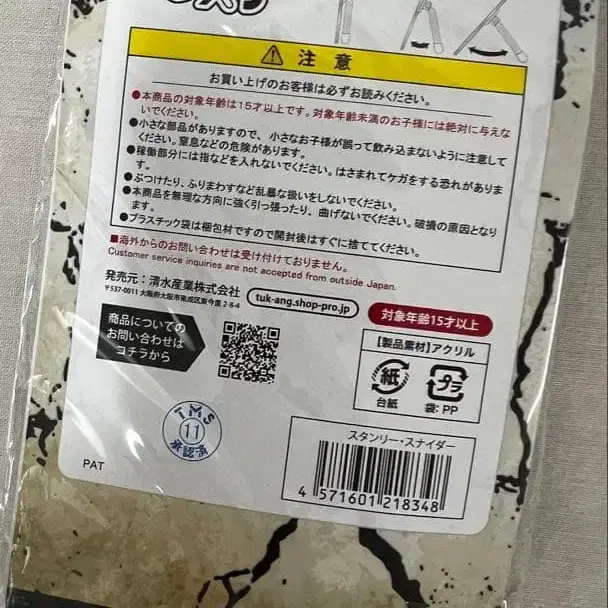 ⚠ 注意
お買い上げのお客様は必ずお読みください。
●本商品の対象年齢は15才以上です。対象年齢未満のお子様には絶対に与えな
いでください。
●小さな部品がありますので、小さなお子様が誤って飲み込まないように注意して
ください。窒息などの危険があります。
●稼働部分には指などを入れないでください。はさまれてケガをする恐れがありま
す。
●ぶつけたり、ふりまわすなど乱暴な扱いをしないでください。
●本商品を無理な方向に強く引っ張ったり、曲げないでください。破損の原因となり
ます。
●プラスチック袋は梱包材ですので開封後はすぐに捨ててください。
■海外からのお問い合わせは受け付けておりません。
Customer service inquiries are not accepted from outside Japan.
発売元：清水産業株式会社
〒537-0011 大阪府大阪市東成区東今里 2-8-4
tuk-ang.shop-pro.jp
対象年齢15才以上
商品についての
お問い合わせは
コチラから
【製品素材】アクリル
紙
台紙
プラ
袋：PP
TMS
11
承認済
スタンリー・スナイダー
4 571601 218348
PAT